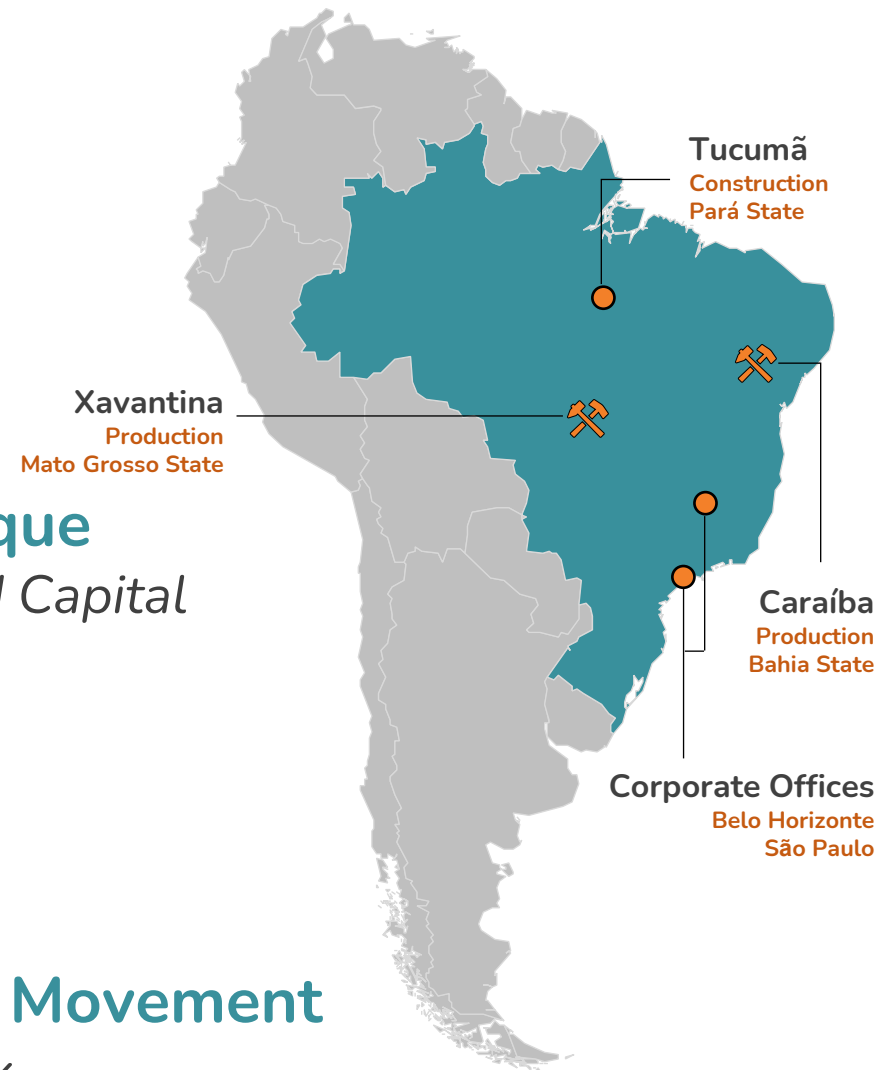 Tucumã
Construction
Pará State
Xavantina
Production
Mato Grosso State
que
Capital
Caraíba
Production
Bahia State
Corporate Offices
Belo Horizonte
São Paulo
Movement